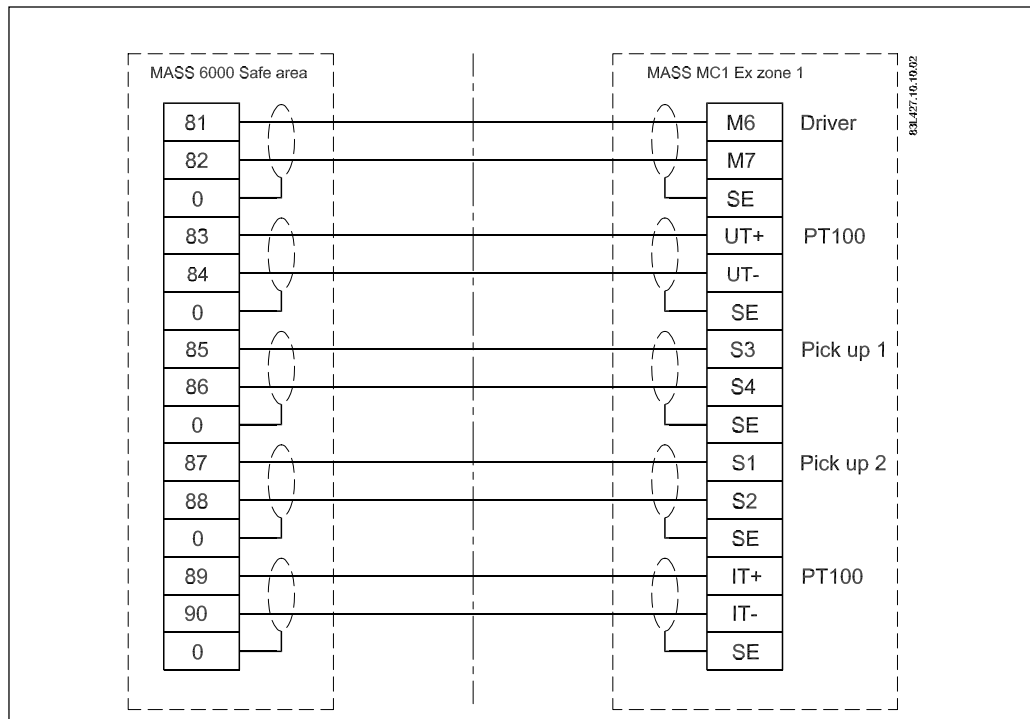 MASS 6000 Safe area
MASS MC1 Ex zone 1
83L427.10.10.02
81
M6
Driver
82
M7
0
SE
83
UT+
PT100
84
UT-
0
SE
85
S3
Pick up 1
86
S4
0
SE
87
S1
Pick up 2
88
S2
0
SE
89
IT+
PT100
90
IT-
0
SE